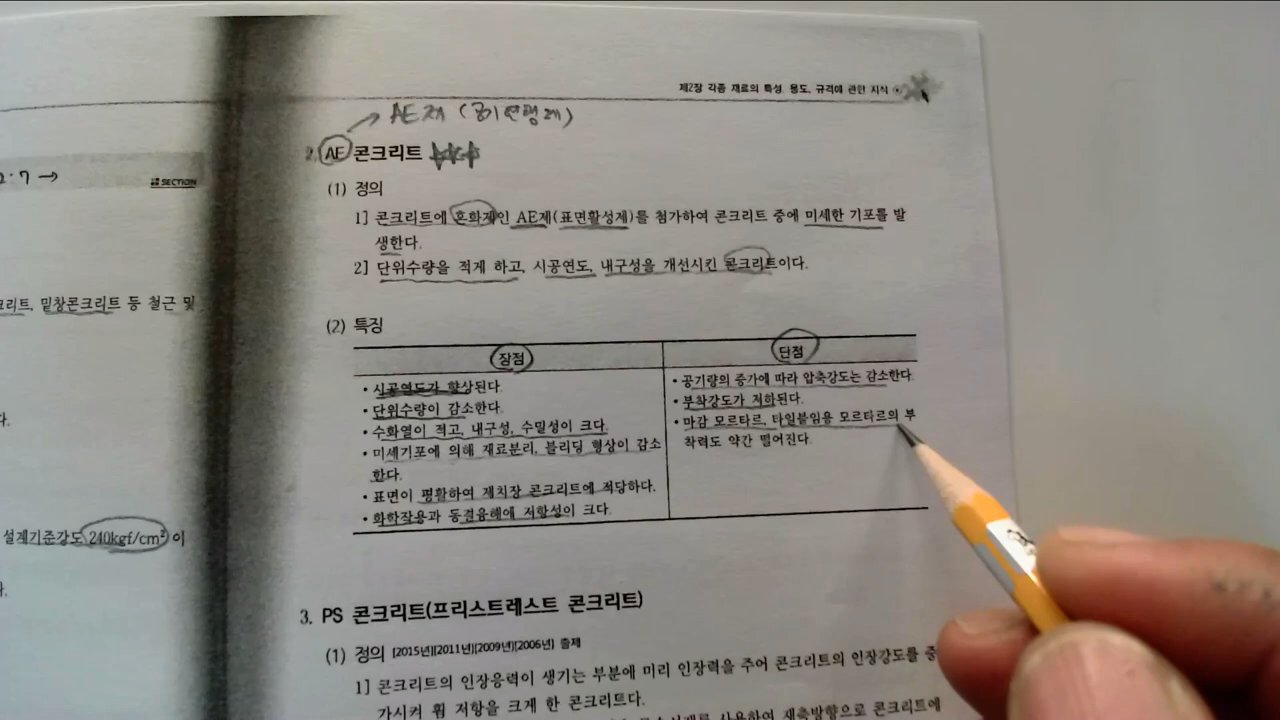 제2장 각종 재료의 특성, 용도, 규격에 관한 지식
AE제 (공기연행제)
2. AE 콘크리트
(1) 정의
1] 콘크리트에 혼화제인 AE제(표면활성제)를 첨가하여 콘크리트 중에 미세한 기포를 발
생한다.
2] 단위수량을 적게 하고, 시공연도, 내구성을 개선시킨 콘크리트이다.
(2) 특징
장점
• 시공연도가 향상된다.
• 단위수량이 감소한다.
• 수화열이 적고, 내구성, 수밀성이 크다.
• 미세기포에 의해 재료분리, 블리딩 현상이 감소
한다.
• 표면이 평활하여 제치장 콘크리트에 적당하다.
• 화학작용과 동결융해에 저항성이 크다.
단점
• 공기량의 증가에 따라 압축강도는 감소한다.
• 부착강도가 저하된다.
• 마감 모르타르, 타일붙임용 모르타르의 부
착력도 약간 떨어진다.
3. PS 콘크리트(프리스트레스트 콘크리트)
(1) 정의 [2015년][2011년][2009년][2006년] 출제
1] 콘크리트의 인장응력이 생기는 부분에 미리 인장력을 주어 콘크리트의 인장강도를 증
가시켜 휨 저항을 크게 한 콘크리트다.
사용하여 재축방향으로 콘크리트에
SECTION
밑창콘크리트 등 철근 및
설계기준강도 240kgf/cm² 이